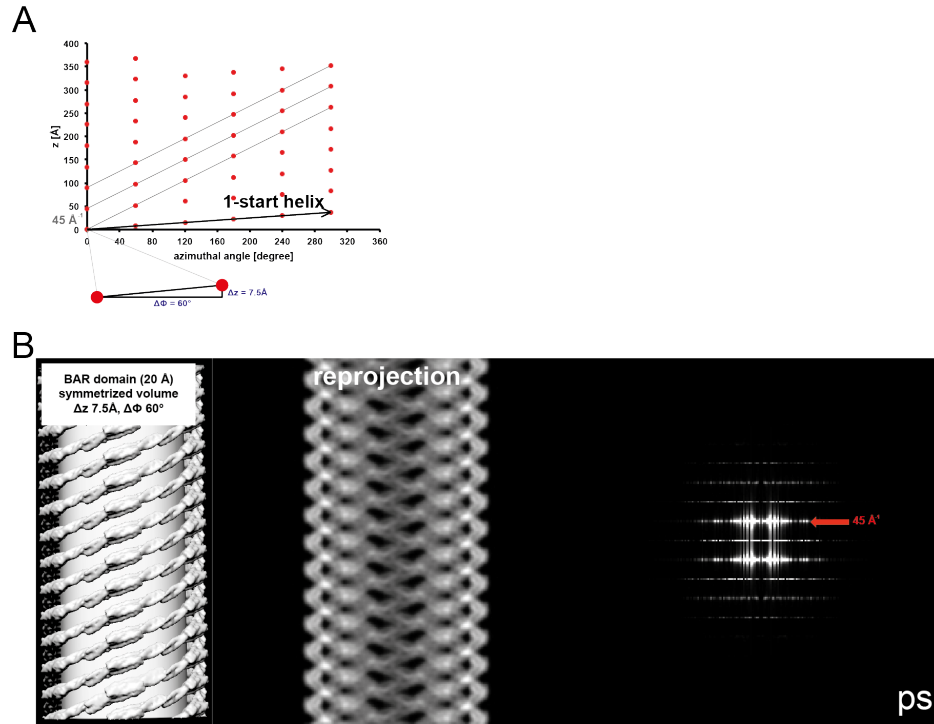 A
400
350
300
250
200
150
100
50
0
z [Å]
45 Å⁻¹
1-start helix
0 40 80 120 160 200 240 280 320 360
azimuthal angle [degree]
Δz = 7.5Å
ΔΦ = 60°
B
BAR domain (20 Å)
symmetrized volume
Δz 7.5Å, ΔΦ 60°
reprojection
45 Å⁻¹
ps